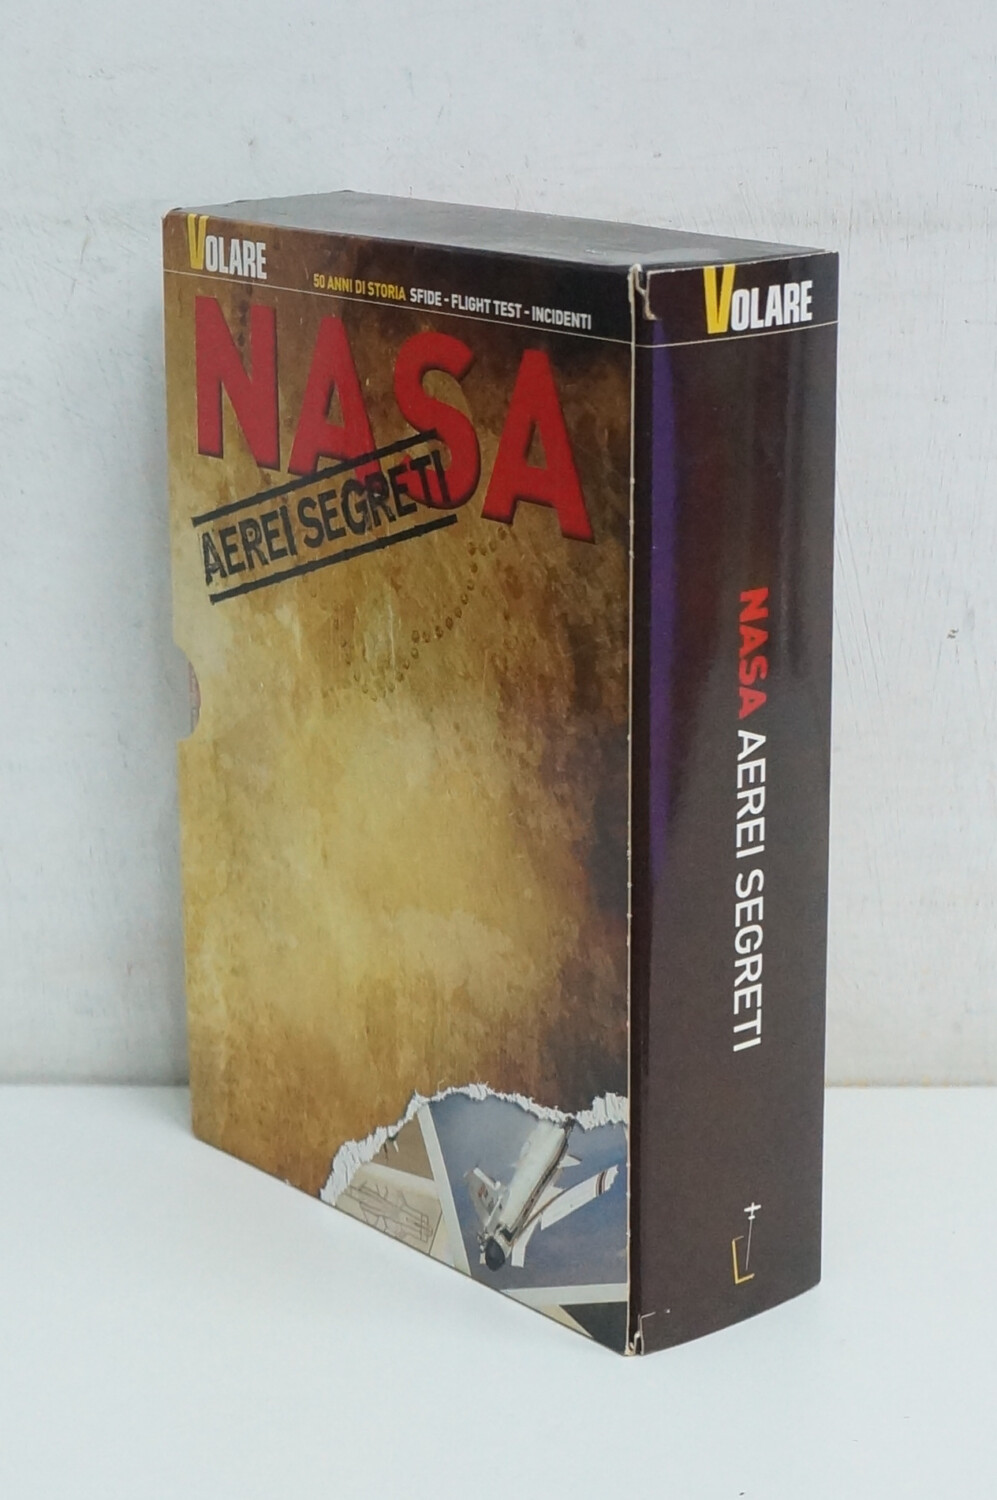 VOLARE
50 ANNI DI STORIA SFIDE - FLIGHT TEST - INCIDENTI
NASA
AEREI SEGRETI
VOLARE
NASA AEREI SEGRETI